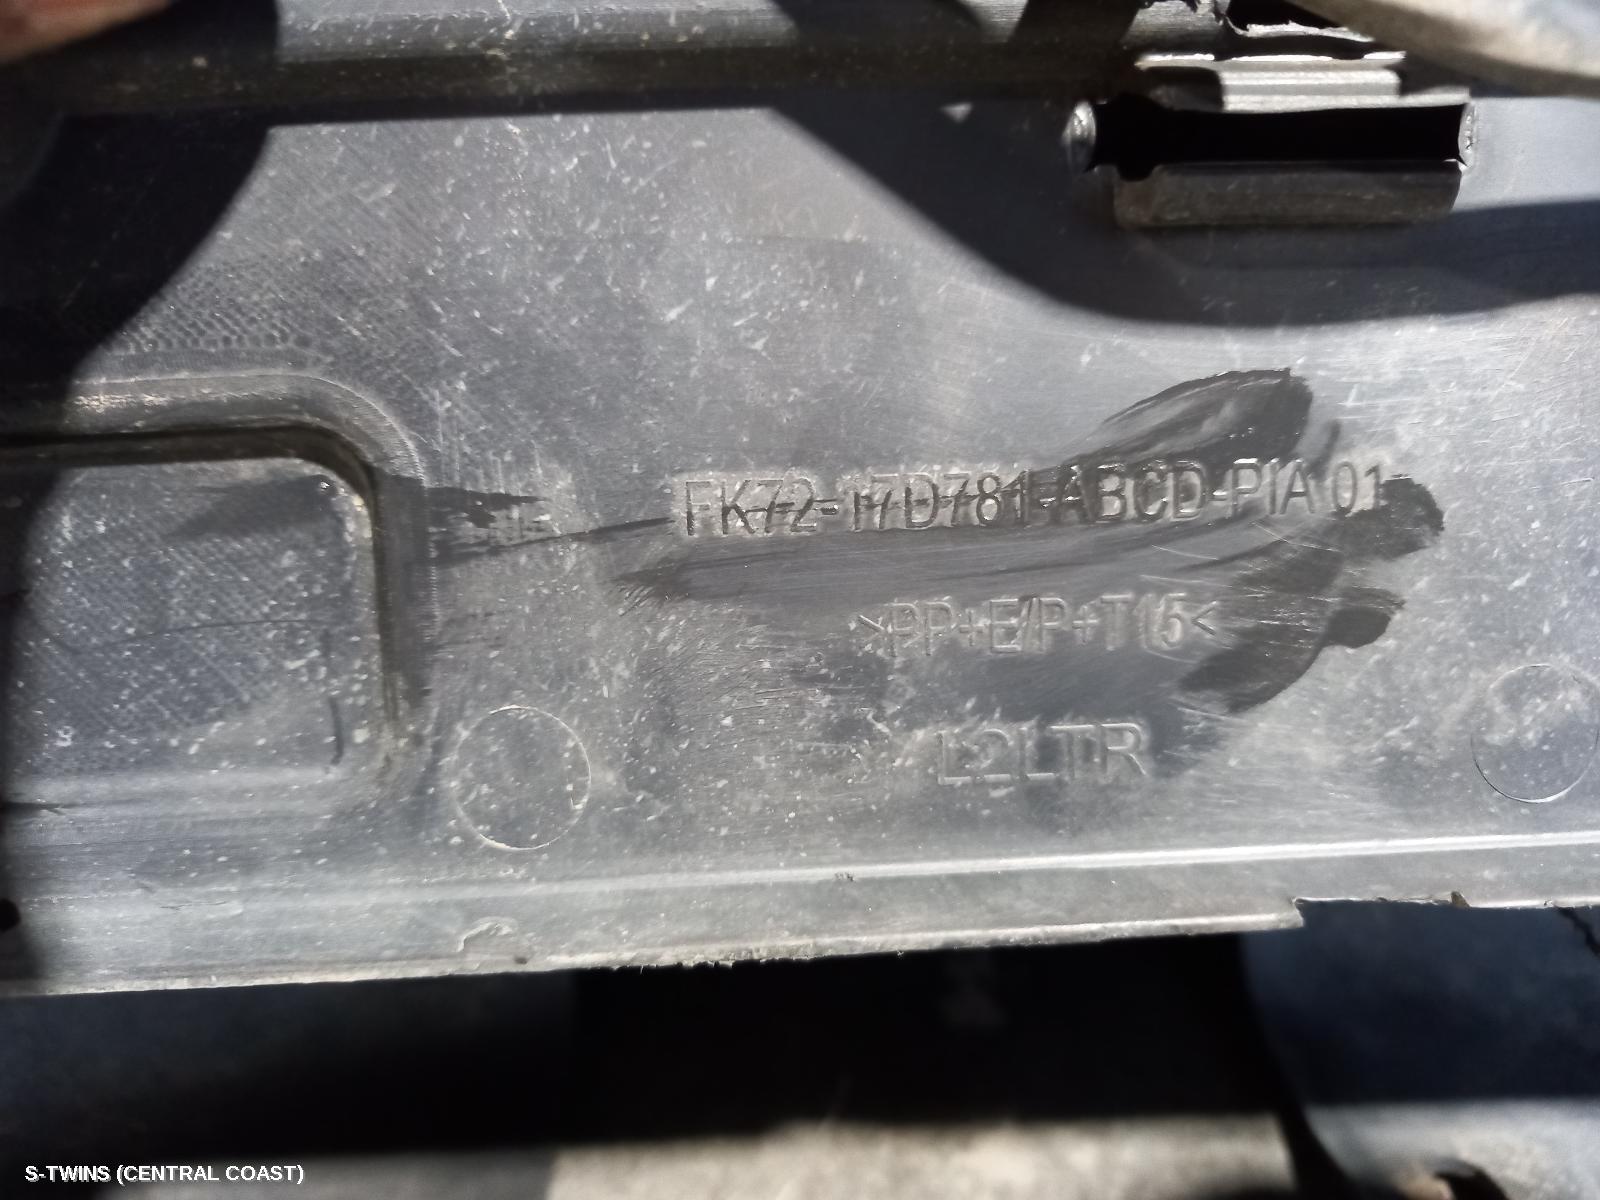 FK72-17D781-ABCD-PIA 01
>PP+E/P+T15<
L2LTR
S-TWINS (CENTRAL COAST)